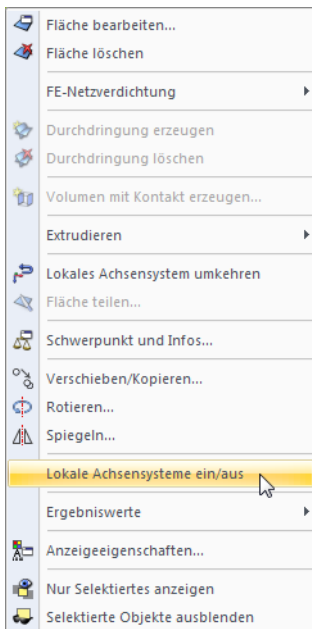 Fläche bearbeiten...
Fläche löschen
FE-Netzverdichtung
Durchdringung erzeugen
Durchdringung löschen
Volumen mit Kontakt erzeugen...
Extrudieren
Lokales Achsensystem umkehren
Fläche teilen...
Schwerpunkt und Infos...
Verschieben/Kopieren...
Rotieren...
Spiegeln...
Lokale Achsensysteme ein/aus
Ergebniswerte
Anzeigeeigenschaften...
Nur Selektiertes anzeigen
Selektierte Objekte ausblenden